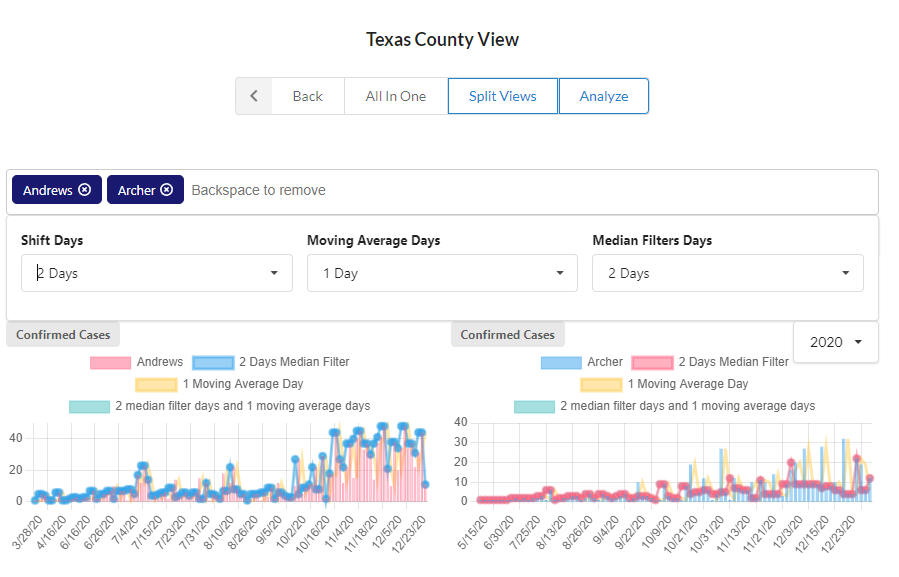 Texas County View
Back All In One Split Views Analyze
Andrews Archer Backspace to remove
Shift Days Moving Average Days Median Filters Days
2 Days 1 Day 2 Days
Confirmed Cases Confirmed Cases 2020
Andrews 2 Days Median Filter
1 Moving Average Day
2 median filter days and 1 moving average days
40
20
0
3/28/20 4/16/20 6/16/20 6/26/20 7/4/20 7/15/20 7/23/20 7/31/20 8/10/20 8/26/20 9/5/20 10/2/20 10/16/20 11/4/20 11/18/20 12/5/20 12/23/20
Archer 2 Days Median Filter
1 Moving Average Day
2 median filter days and 1 moving average days
40
30
20
10
0
5/15/20 6/30/20 7/25/20 8/13/20 8/26/20 9/4/20 9/22/20 10/9/20 10/21/20 10/31/20 11/11/20 11/21/20 12/3/20 12/15/20 12/23/20